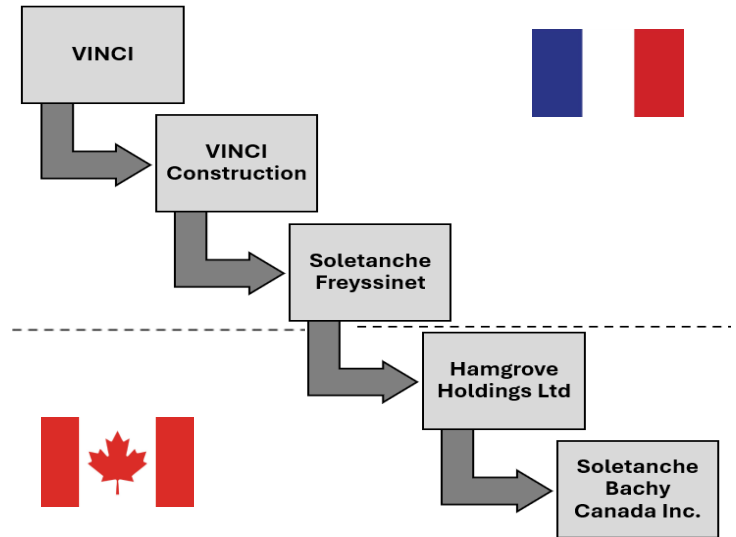 VINCI
VINCI
Construction
Soletanche
Freyssinet
Hamgrove
Holdings Ltd
Soletanche
Bachy
Canada Inc.